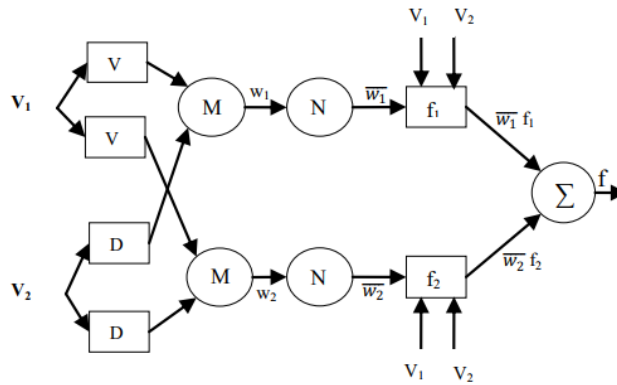 V₁ V₂
V
M w₁ N w̅₁ f₁
w̅₁ f₁
V₁
V
∑ f
D
M w₂ N w̅₂ f₂
w̅₂ f₂
V₂
D
V₁ V₂